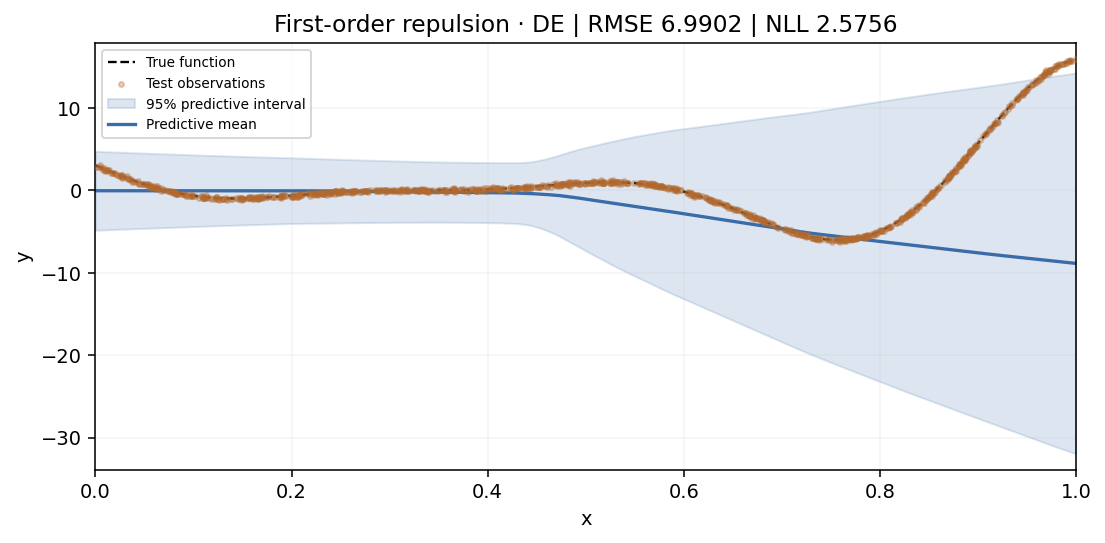 First-order repulsion · DE | RMSE 6.9902 | NLL 2.5756
True function
Test observations
95% predictive interval
Predictive mean
y
10
0
−10
−20
−30
0.0 0.2 0.4 0.6 0.8 1.0
x